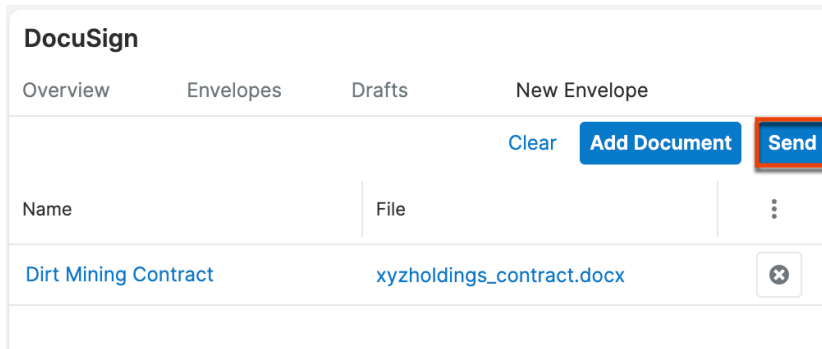 DocuSign
Overview Envelopes Drafts New Envelope
Clear Add Document Send
Name File
Dirt Mining Contract xyzholdings_contract.docx